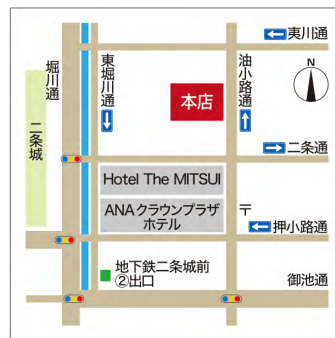 夷川通
堀川通
東堀川通
油小路通
本店
N
二条城
二条通
Hotel The MITSUI
ANAクラウンプラザ
ホテル
〒
押小路通
地下鉄二条城前
②出口
御池通